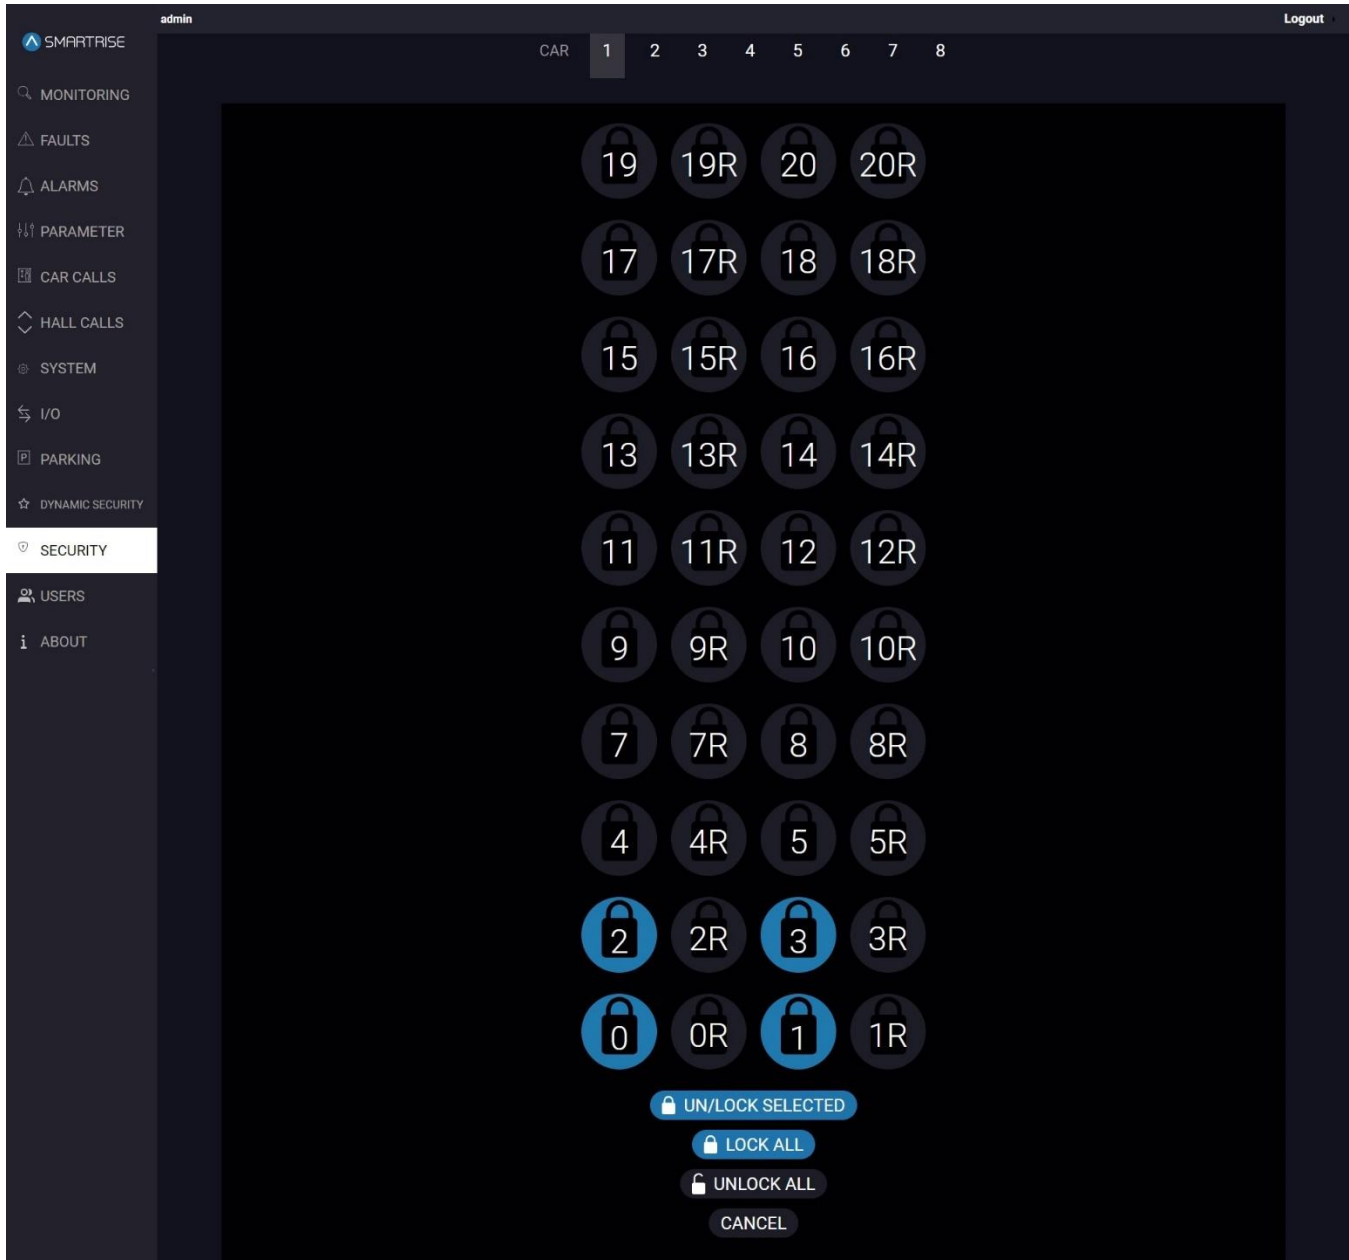 admin
Logout
SMARTRISE
CAR 1 2 3 4 5 6 7 8
MONITORING
FAULTS
ALARMS
PARAMETER
CAR CALLS
HALL CALLS
SYSTEM
I/O
PARKING
DYNAMIC SECURITY
SECURITY
USERS
ABOUT
19 19R 20 20R
17 17R 18 18R
15 15R 16 16R
13 13R 14 14R
11 11R 12 12R
9 9R 10 10R
7 7R 8 8R
4 4R 5 5R
2 2R 3 3R
0 0R 1 1R
UN/LOCK SELECTED
LOCK ALL
UNLOCK ALL
CANCEL